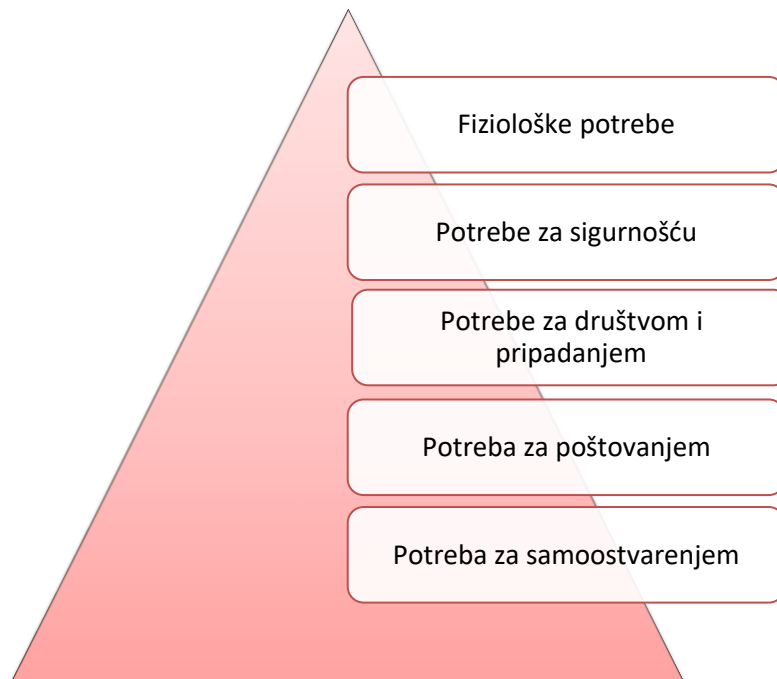 Fiziološke potrebe
Potrebe za sigurnošću
Potrebe za društvom i
pripadanjem
Potreba za poštovanjem
Potreba za samoostvarenjem